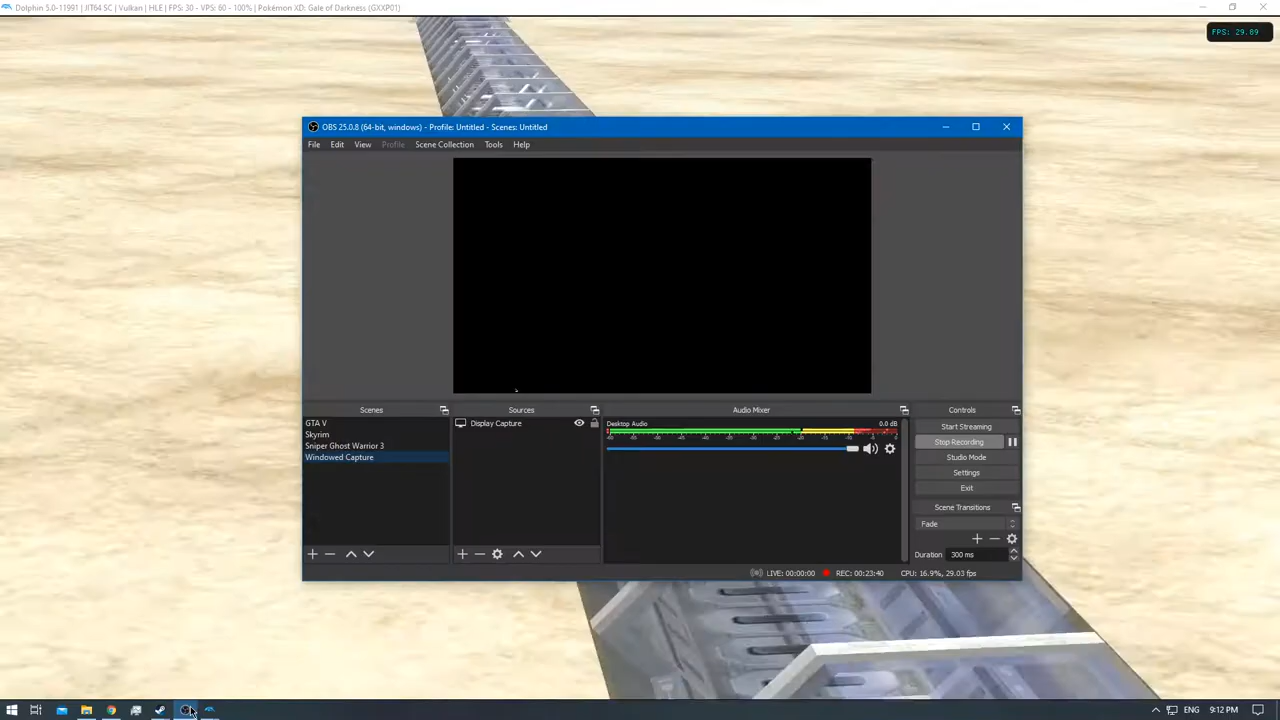 Dolphin 5.0-11991 | JIT64 SC | Vulkan | HLE | FPS: 30 - VPS: 60 - 100% | Pokémon XD: Gale of Darkness (GXXP01)
FPS: 29.69
OBS 25.0.8 (64-bit, windows) - Profile: Untitled - Scenes: Untitled
File Edit View Profile Scene Collection Tools Help
Scenes
GTA V
Skyrim
Sniper Ghost Warrior 3
Windowed Capture
Sources
Display Capture
Audio Mixer
Desktop Audio 0.0 dB
Controls
Start Streaming
Stop Recording
Studio Mode
Settings
Exit
Scene Transitions
Fade
Duration 300 ms
LIVE: 00:00:00 REC: 00:23:40 CPU: 16.9%, 29.03 fps
ENG 9:12 PM